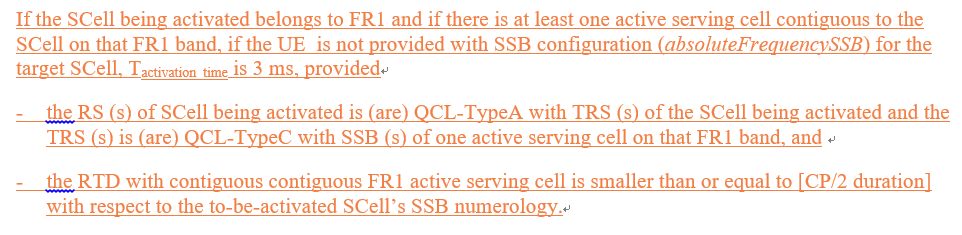 If the SCell being activated belongs to FR1 and if there is at least one active serving cell contiguous to the
SCell on that FR1 band, if the UE  is not provided with SSB configuration (absoluteFrequencySSB) for the
target SCell, Tactivation_time is 3 ms, provided
- the RS (s) of SCell being activated is (are) QCL-TypeA with TRS (s) of the SCell being activated and the
TRS (s) is (are) QCL-TypeC with SSB (s) of one active serving cell on that FR1 band, and
- the RTD with contiguous contiguous FR1 active serving cell is smaller than or equal to [CP/2 duration]
with respect to the to-be-activated SCell’s SSB numerology.